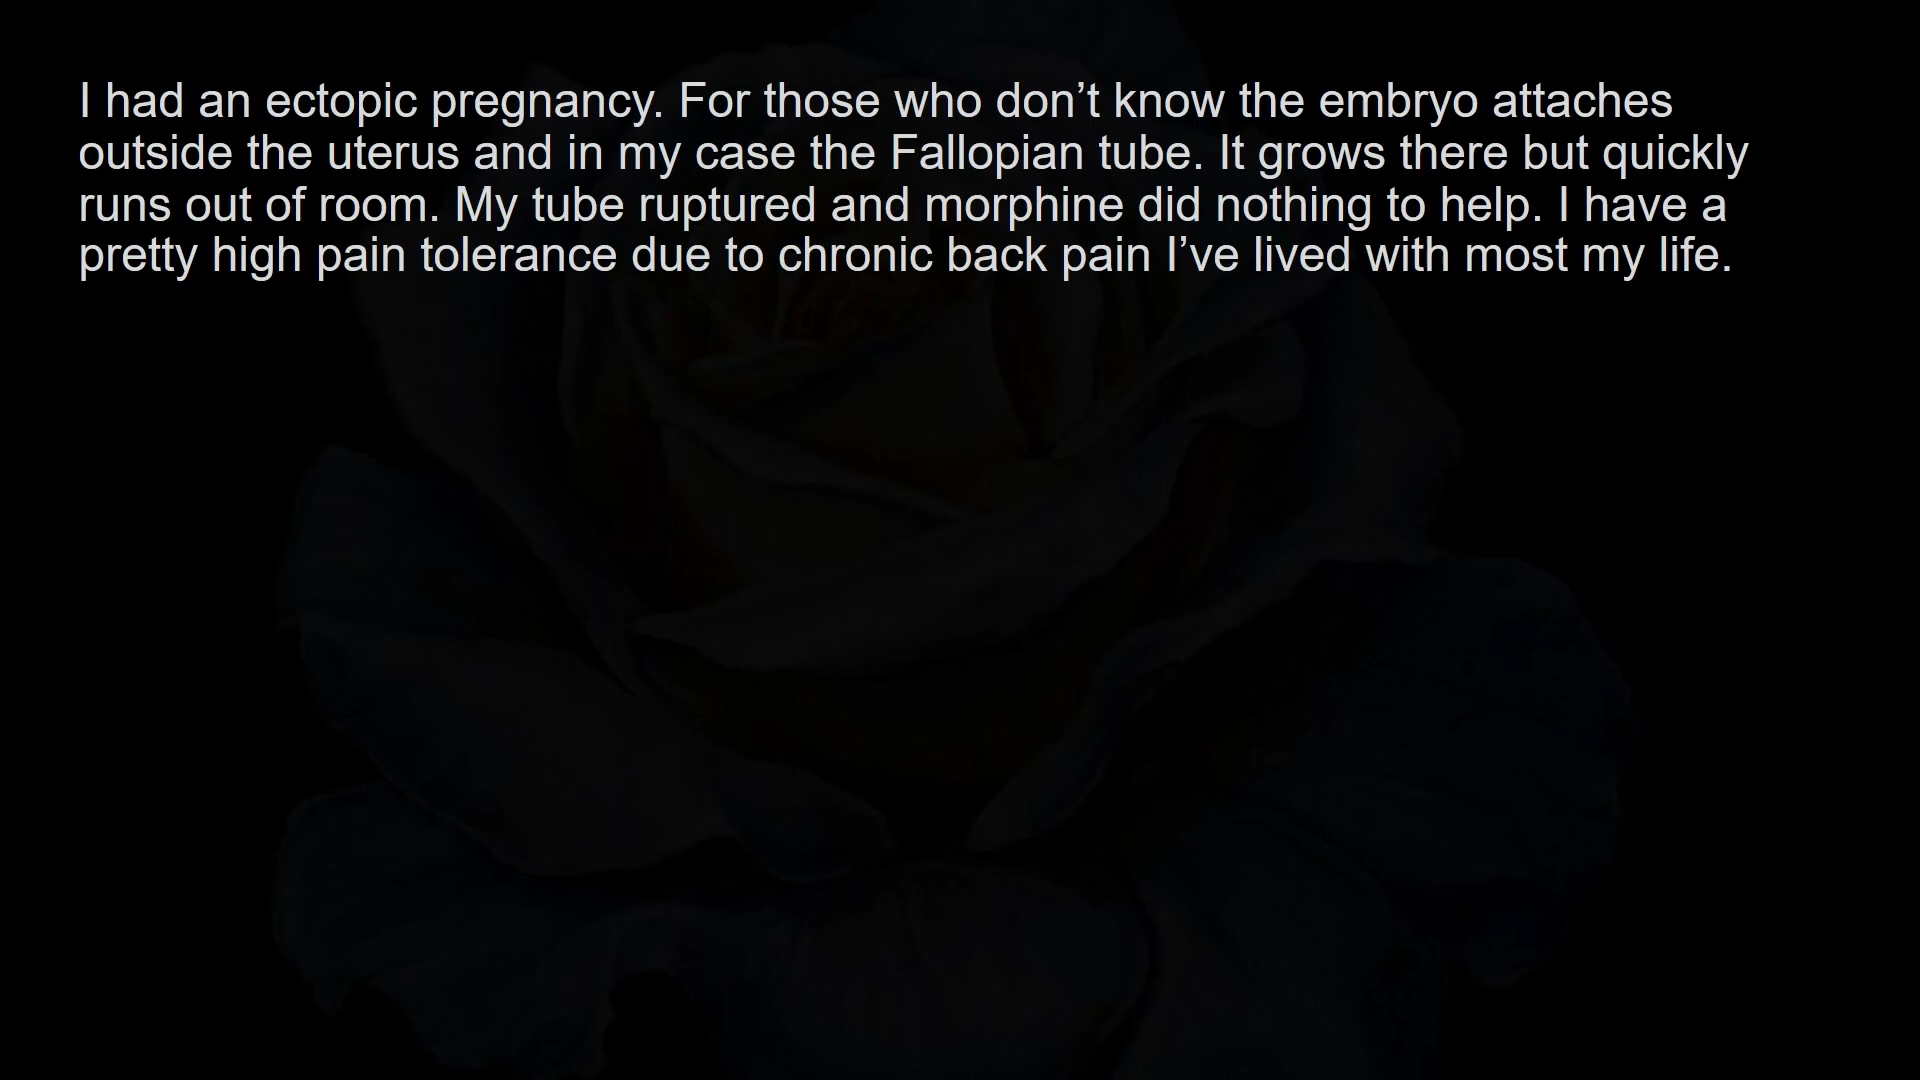 I had an ectopic pregnancy. For those who don’t know the embryo attaches
outside the uterus and in my case the Fallopian tube. It grows there but quickly
runs out of room. My tube ruptured and morphine did nothing to help. I have a
pretty high pain tolerance due to chronic back pain I’ve lived with most my life.